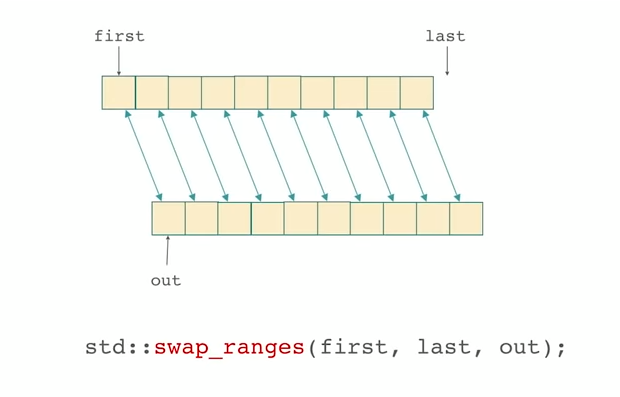 first last
out
std::swap_ranges(first, last, out);